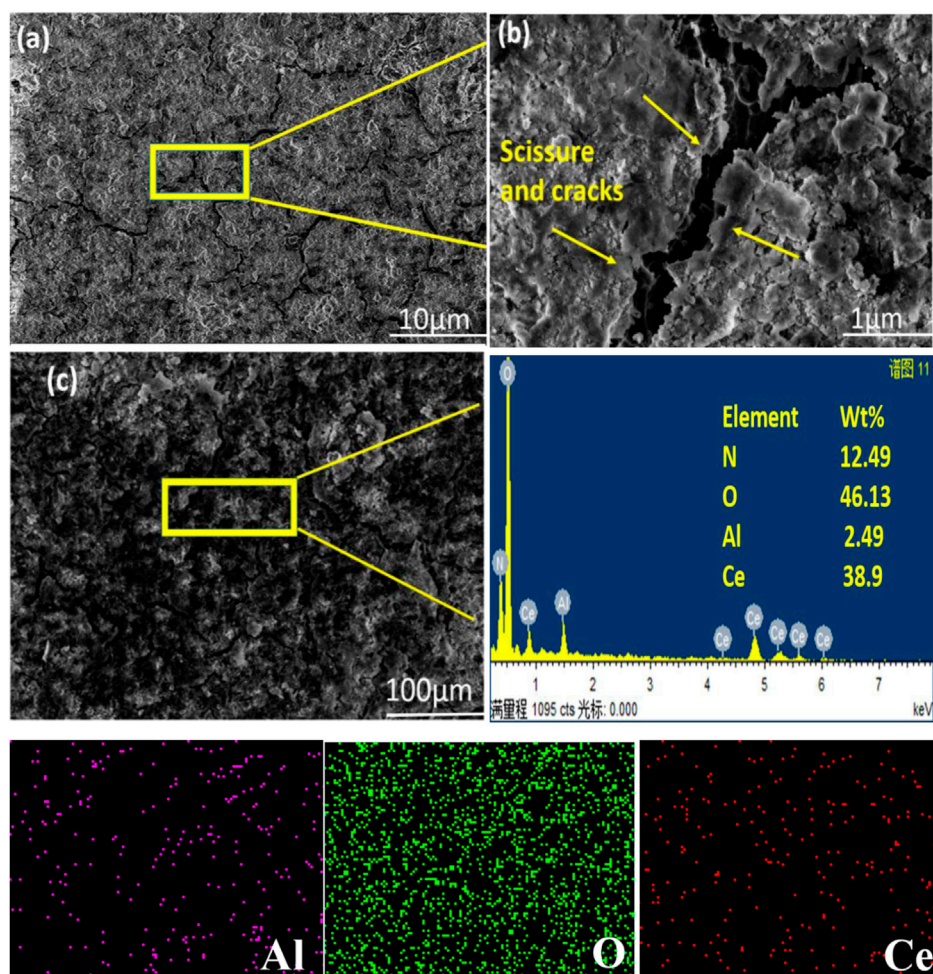 (a)
10μm
(b)
Scissure
and cracks
1μm
(c)
100μm
谱图 11
Element Wt%
N 12.49
O 46.13
Al 2.49
Ce 38.9
O
N
Ce
Al
Ce
Ce
Ce
Ce
Ce
1 2 3 4 5 6 7
满量程 1095 cts 光标: 0.000 keV
Al
O
Ce